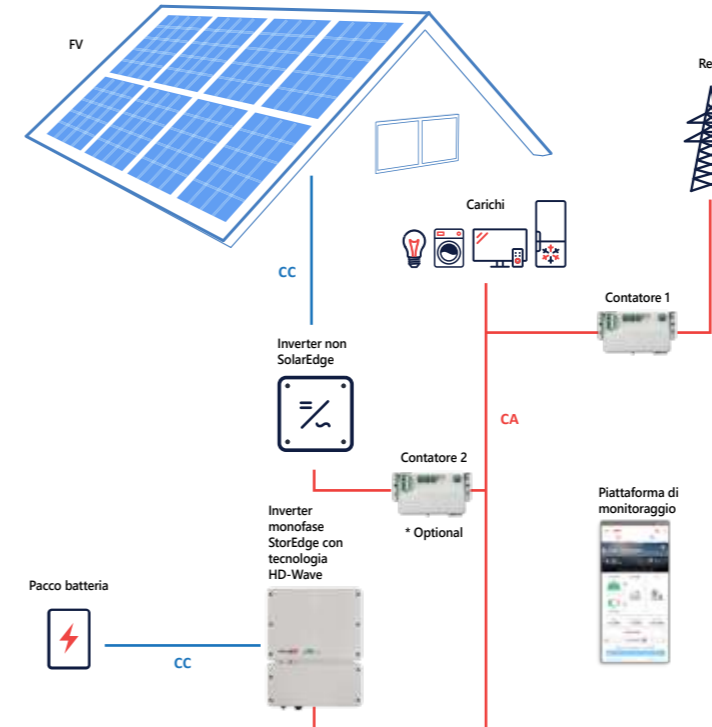 FV
Re
Carichi
CC
Contatore 1
Inverter non
SolarEdge
CA
Contatore 2
* Optional
Piattaforma di
monitoraggio
Inverter
monofase
StorEdge con
tecnologia
HD-Wave
Pacco batteria
CC